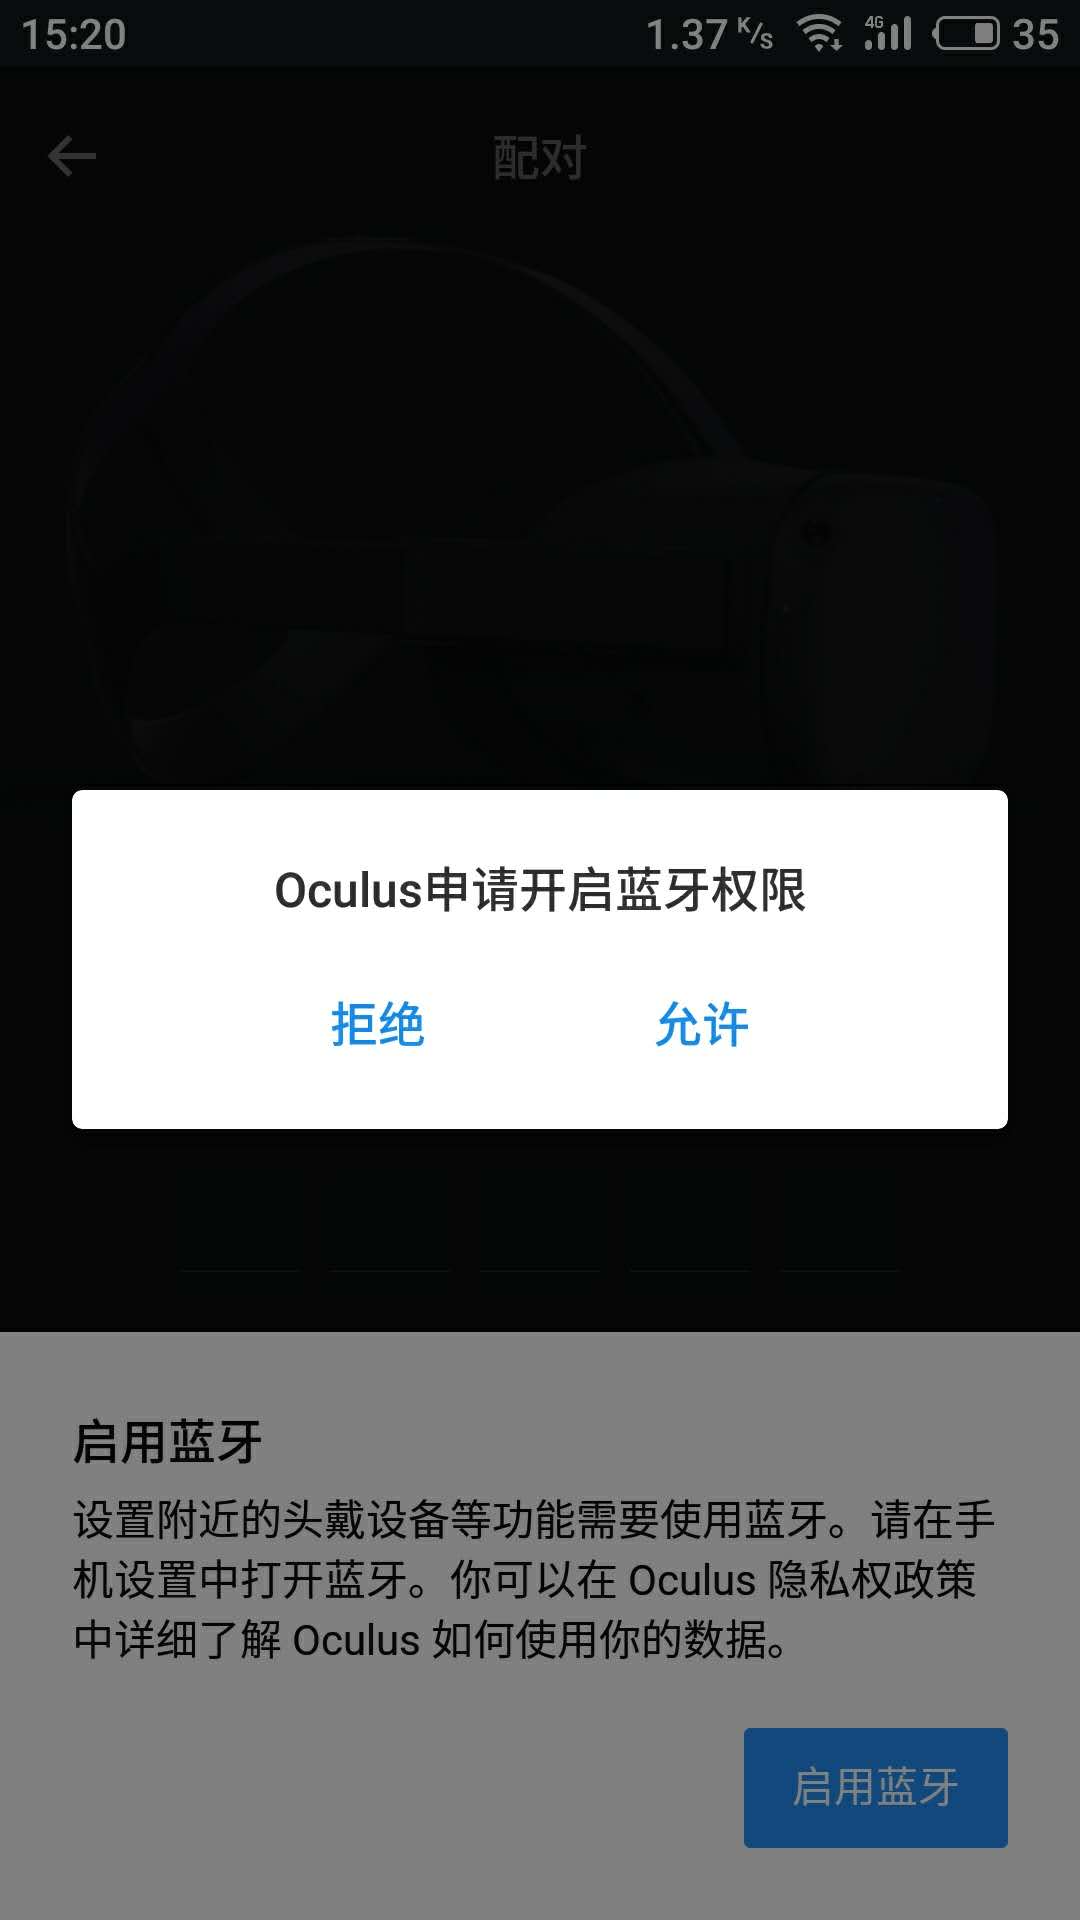 15:20 1.37 K/s 4G 35
配对
Oculus申请开启蓝牙权限
拒绝 允许
启用蓝牙
设置附近的头戴设备等功能需要使用蓝牙。请在手
机设置中打开蓝牙。你可以在 Oculus 隐私权政策
中详细了解 Oculus 如何使用你的数据。
启用蓝牙